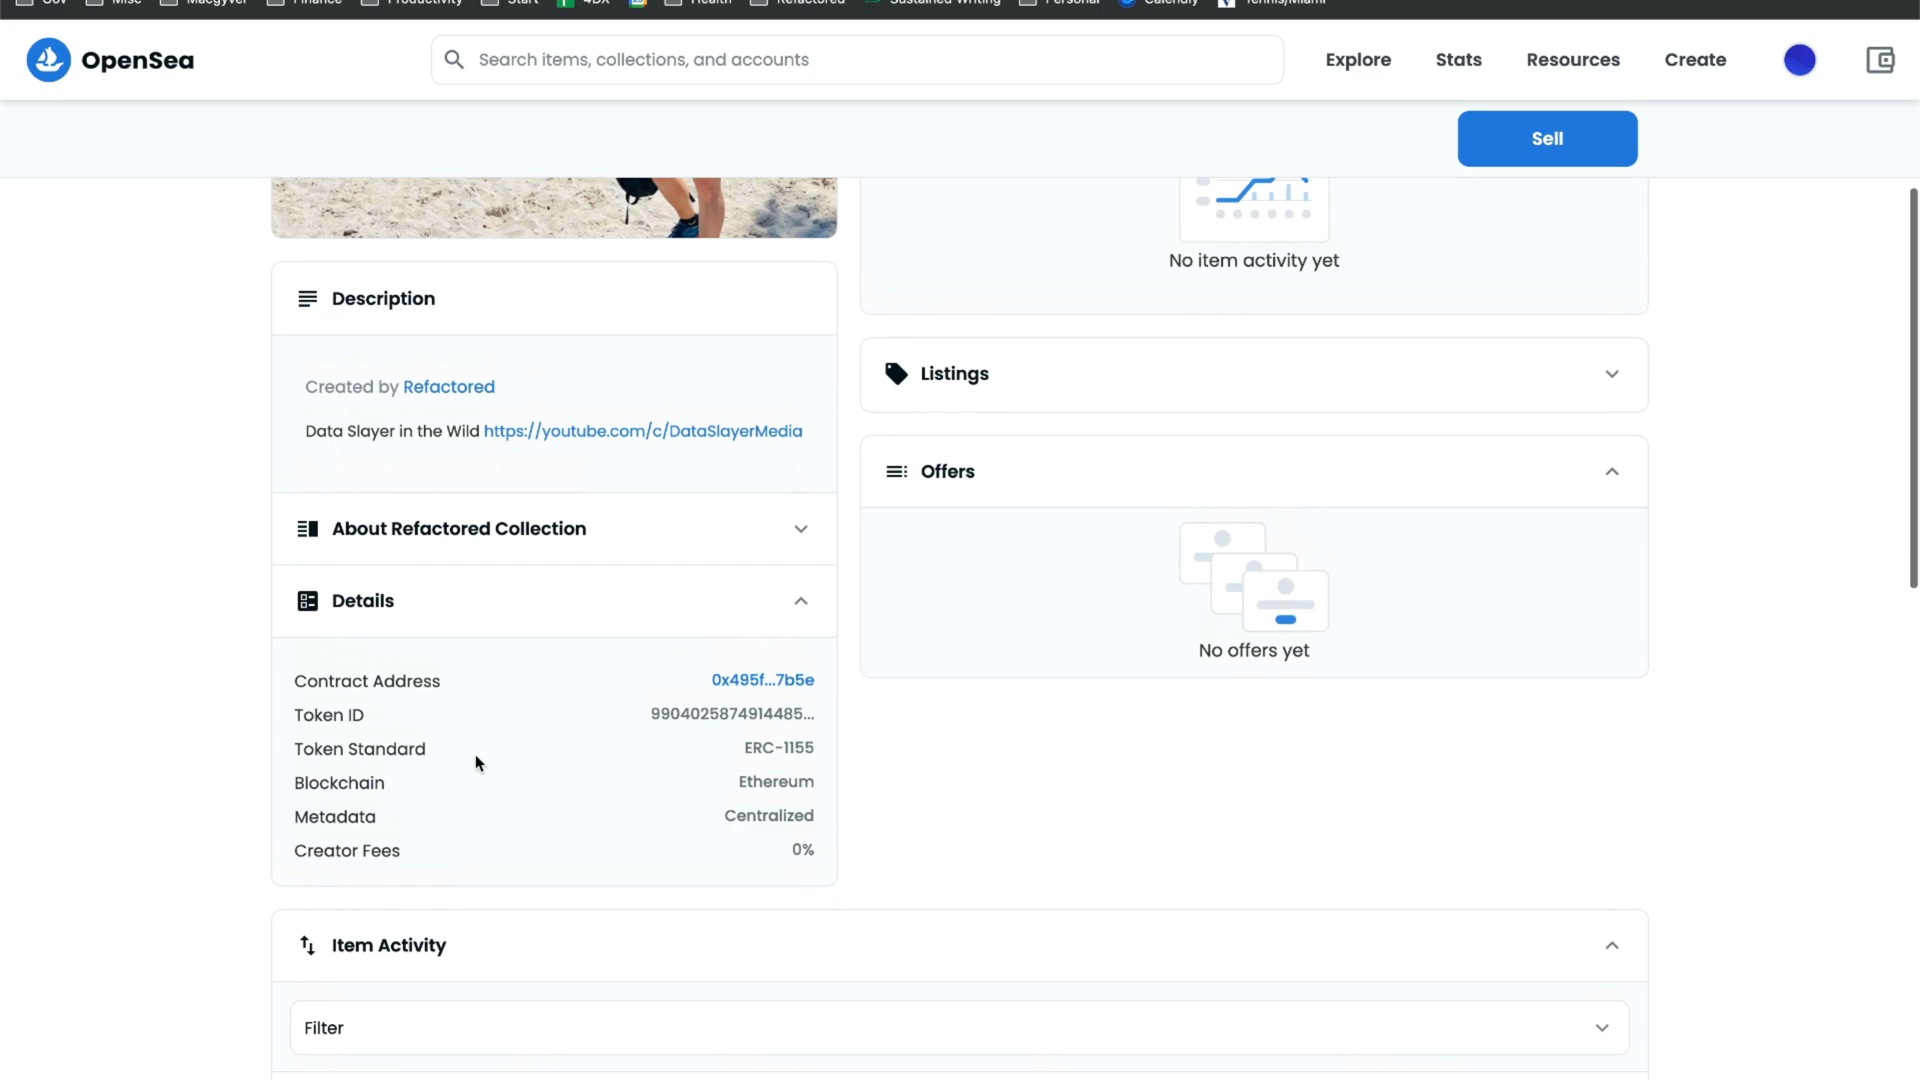 Gov Misc Macgyver Finance Productivity Start 4DX Health Refactored Sustained Writing Personal Calendly Tennis/Miami
OpenSea
Search items, collections, and accounts
Explore Stats Resources Create
Sell
No item activity yet
Description
Created by Refactored
Data Slayer in the Wild https://youtube.com/c/DataSlayerMedia
About Refactored Collection
Details
Contract Address 0x495f...7b5e
Token ID 9904025874914485...
Token Standard ERC-1155
Blockchain Ethereum
Metadata Centralized
Creator Fees 0%
Listings
Offers
No offers yet
Item Activity
Filter